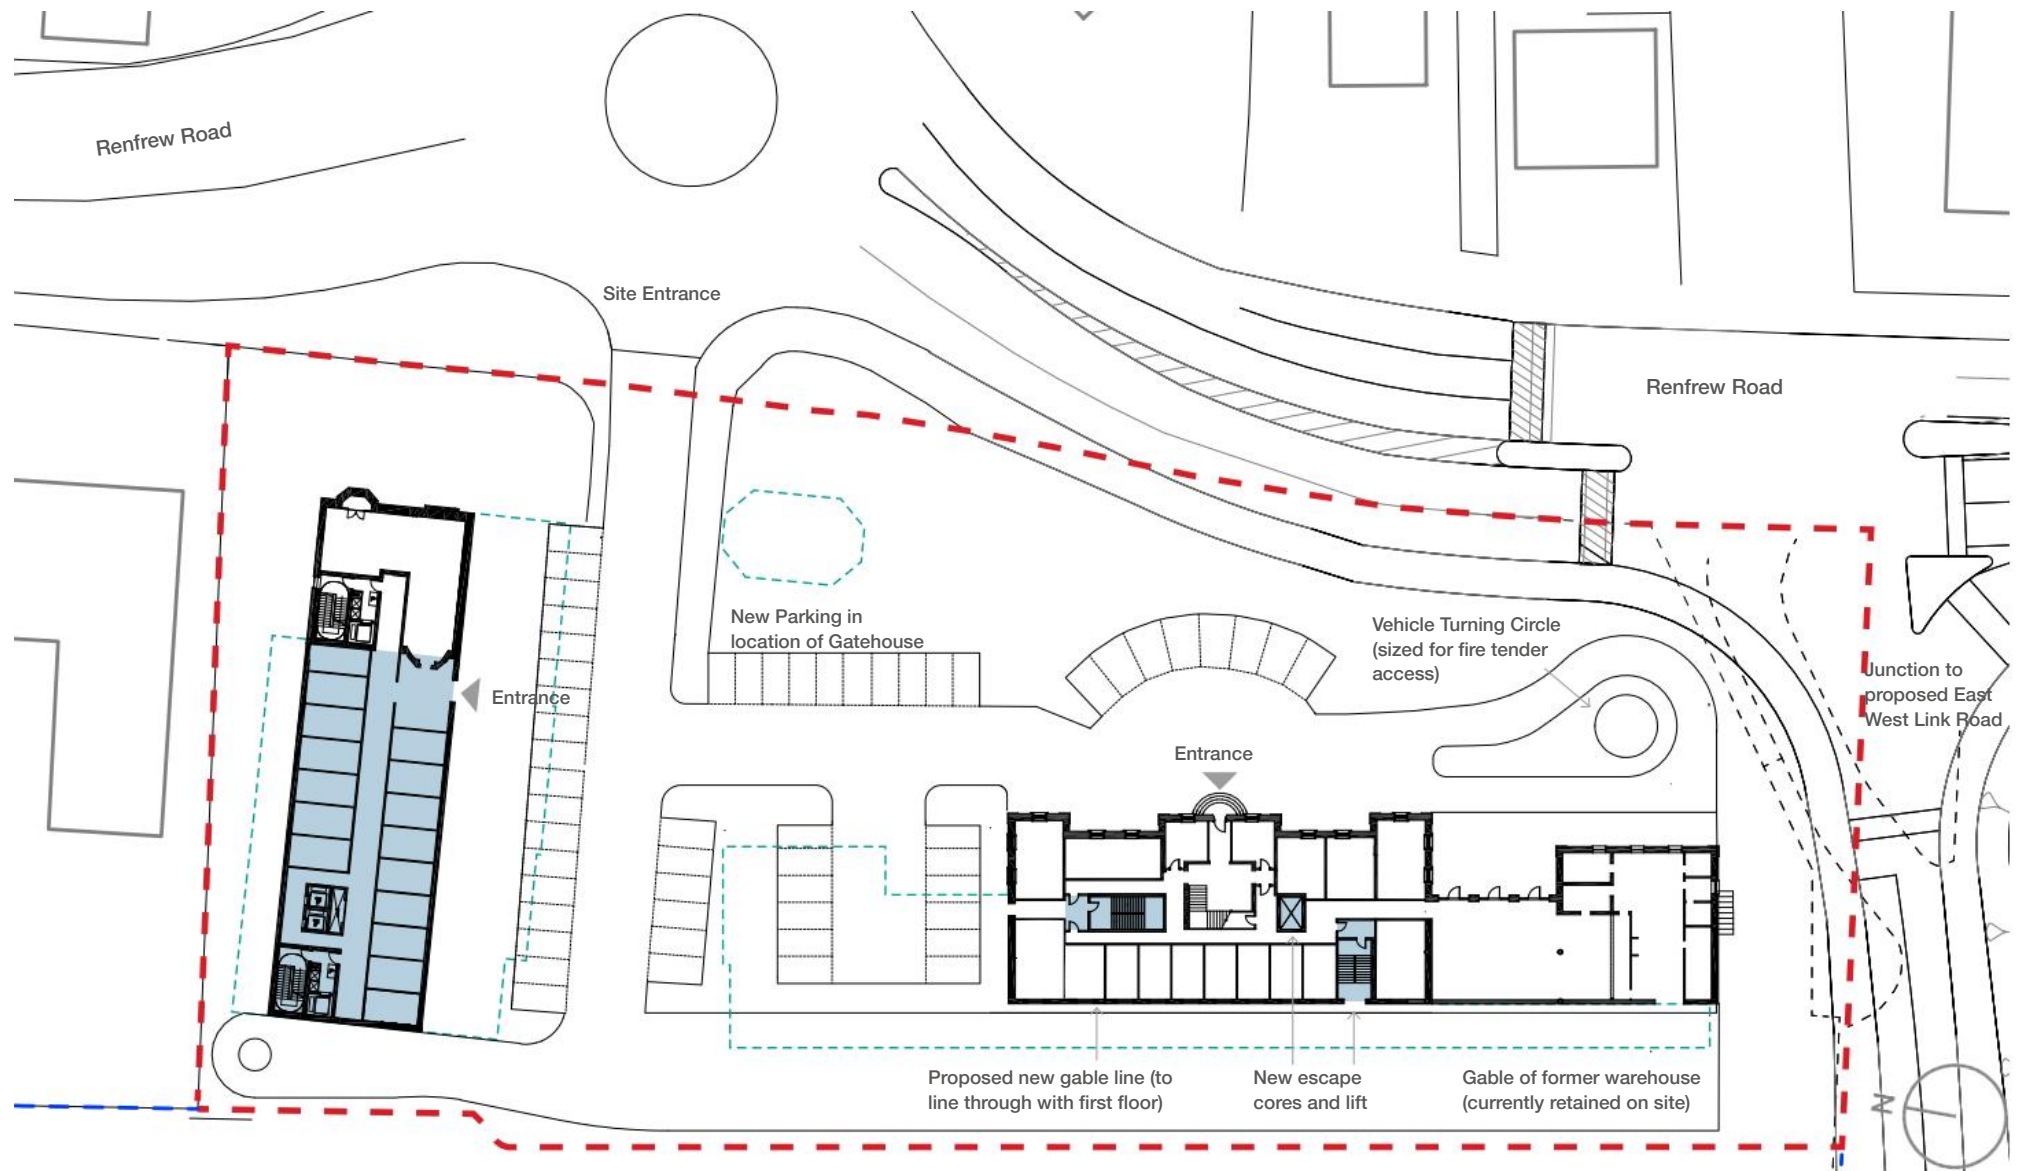 Renfrew Road
Site Entrance
Renfrew Road
New Parking in
location of Gatehouse
Vehicle Turning Circle
(sized for fire tender
access)
Junction to
proposed East
West Link Road
Entrance
Entrance
Proposed new gable line (to
line through with first floor)
New escape
cores and lift
Gable of former warehouse
(currently retained on site)
N